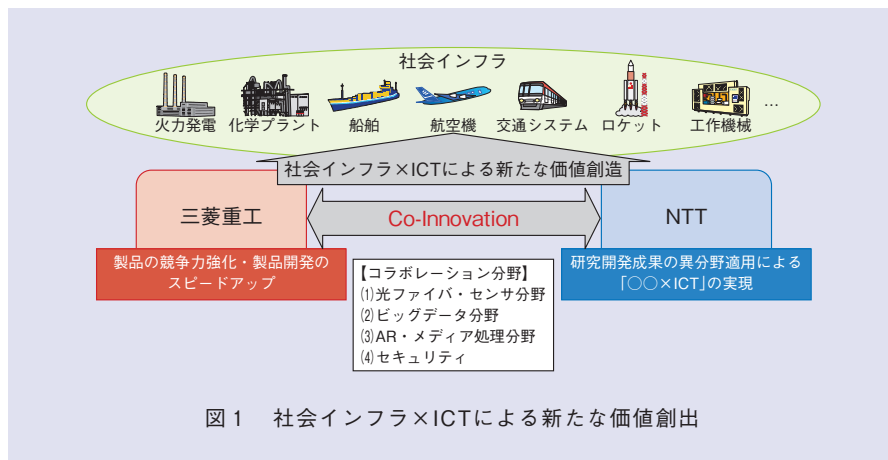 社会インフラ
火力発電 化学プラント 船舶 航空機 交通システム ロケット 工作機械 …
社会インフラ×ICTによる新たな価値創造
三菱重工 Co-Innovation NTT
製品の競争力強化・製品開発の
スピードアップ
【コラボレーション分野】
⑴光ファイバ・センサ分野
⑵ビッグデータ分野
⑶AR・メディア処理分野
⑷セキュリティ
研究開発成果の異分野適用による
「○○×ICT」の実現
図1 社会インフラ×ICTによる新たな価値創出